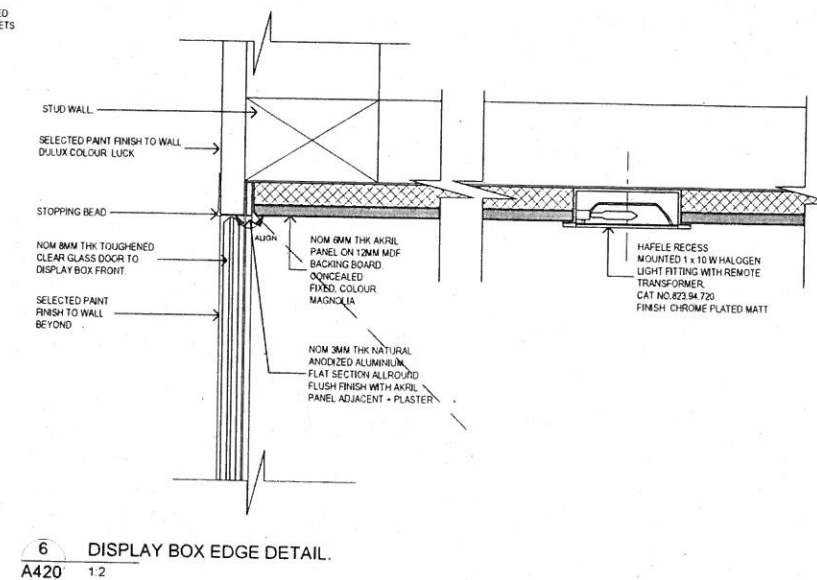 ED
ETS
STUD WALL
SELECTED PAINT FINISH TO WALL
DULUX COLOUR LUCK
STOPPING BEAD
NOM 8MM THK TOUGHENED
CLEAR GLASS DOOR TO
DISPLAY BOX FRONT.
SELECTED PAINT
FINISH TO WALL
BEYOND
ALIGN
NOM 6MM THK AKRIL
PANEL ON 12MM MDF
BACKING BOARD.
CONCEALED
FIXED, COLOUR
MAGNOLIA
NOM 3MM THK NATURAL
ANODIZED ALUMINIUM
FLAT SECTION ALLROUND
FLUSH FINISH WITH AKRIL
PANEL ADJACENT + PLASTER
HAFELE RECESS
MOUNTED 1 x 10 W HALOGEN
LIGHT FITTING WITH REMOTE
TRANSFORMER.
CAT NO.823.94.720
FINISH CHROME PLATED MATT
6 DISPLAY BOX EDGE DETAIL.
A420 1:2